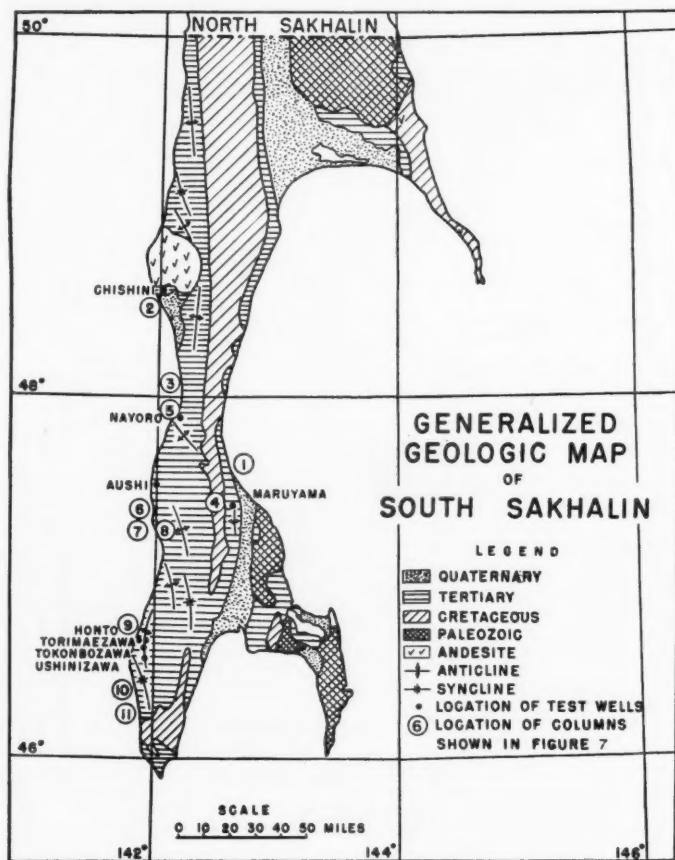 50°
NORTH SAKHALIN
CHISHINI
②
③
48°
NAYORO
⑤
①
AUSHI
④
MARUYAMA
⑥
⑦
⑧
HONTO
⑨
TORIMAEZAWA
TOKONBOZAWA
USHINIZAWA
⑩
⑪
46°
142°
144°
146°
GENERALIZED
GEOLOGIC MAP
OF
SOUTH SAKHALIN
LEGEND
QUATERNARY
TERTIARY
CRETACEOUS
PALEOZOIC
ANDESITE
ANTICLINE
SYNCLINE
LOCATION OF TEST WELLS
⑥ LOCATION OF COLUMNS
SHOWN IN FIGURE 7
SCALE
0 10 20 30 40 50 MILES